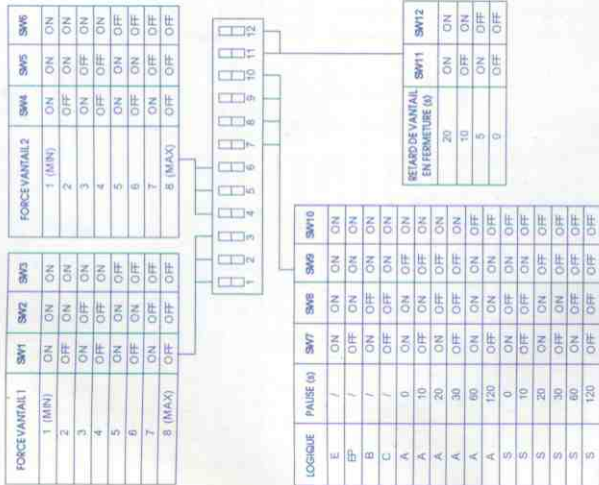 FORCEVANTAIL 1 SW1 SW2 SW3
1 (MIN) ON ON ON
2 OFF ON ON
3 ON OFF ON
4 OFF OFF ON
5 ON ON OFF
6 OFF ON OFF
7 ON OFF OFF
8 (MAX) OFF OFF OFF
FORCEVANTAIL 2 SW4 SW5 SW6
1 (MIN) ON ON ON
2 OFF ON ON
3 ON OFF ON
4 OFF OFF ON
5 ON ON OFF
6 OFF ON OFF
7 ON OFF OFF
8 (MAX) OFF OFF OFF
1 2 3 4 5 6 7 8 9 10 11 12
LOGIQUE PAUSE (s) SW7 SW8 SW9 SW10
E / ON ON ON ON
EP / OFF ON ON ON
B / ON OFF ON ON
C / OFF OFF ON ON
A 0 ON ON OFF ON
A 10 OFF ON OFF ON
A 20 ON OFF OFF ON
A 30 OFF OFF OFF ON
A 60 ON ON ON OFF
A 120 OFF ON ON OFF
S 0 ON OFF ON OFF
S 10 OFF OFF ON OFF
S 20 ON ON OFF OFF
S 30 OFF ON OFF OFF
S 60 ON OFF OFF OFF
S 120 OFF OFF OFF OFF
RETARD DE VANTAIL
EN FERMETURE (s) SW11 SW12
20 ON ON
10 OFF ON
5 ON OFF
0 OFF OFF